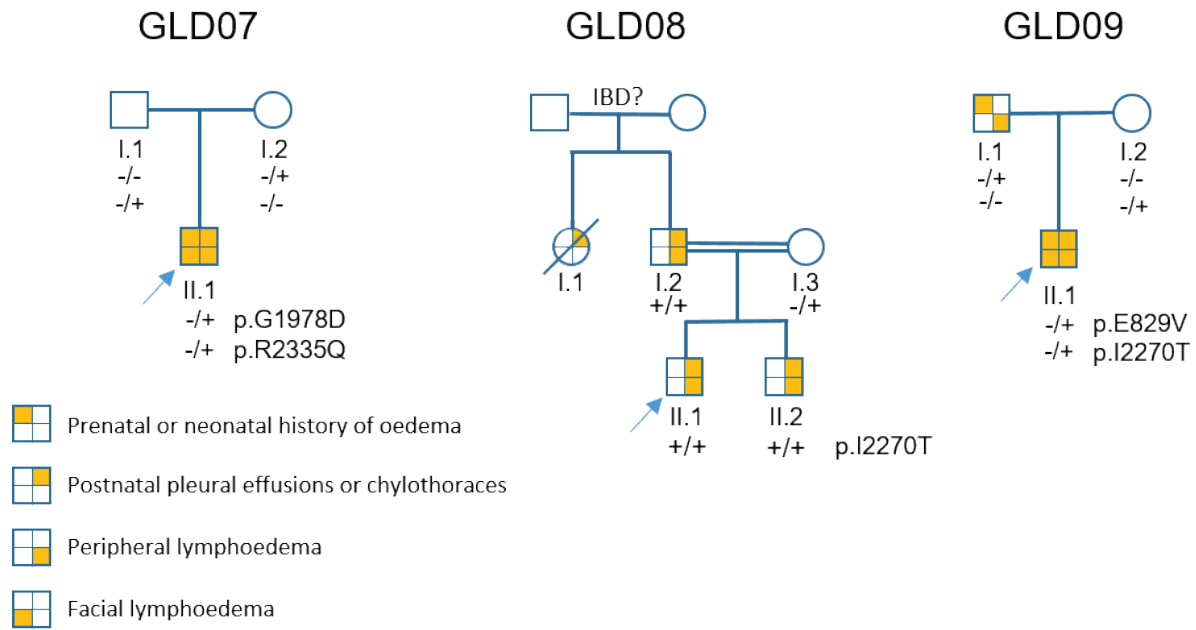 GLD07
GLD08
GLD09
IBD?
I.1
-/-
-/+
I.2
-/+
-/-
II.1
-/+ p.G1978D
-/+ p.R2335Q
I.1
I.2
+/+
I.3
-/+
II.1
+/+
II.2
+/+ p.I2270T
I.1
-/+
-/-
I.2
-/-
-/+
II.1
-/+ p.E829V
-/+ p.I2270T
Prenatal or neonatal history of oedema
Postnatal pleural effusions or chylothoraces
Peripheral lymphoedema
Facial lymphoedema